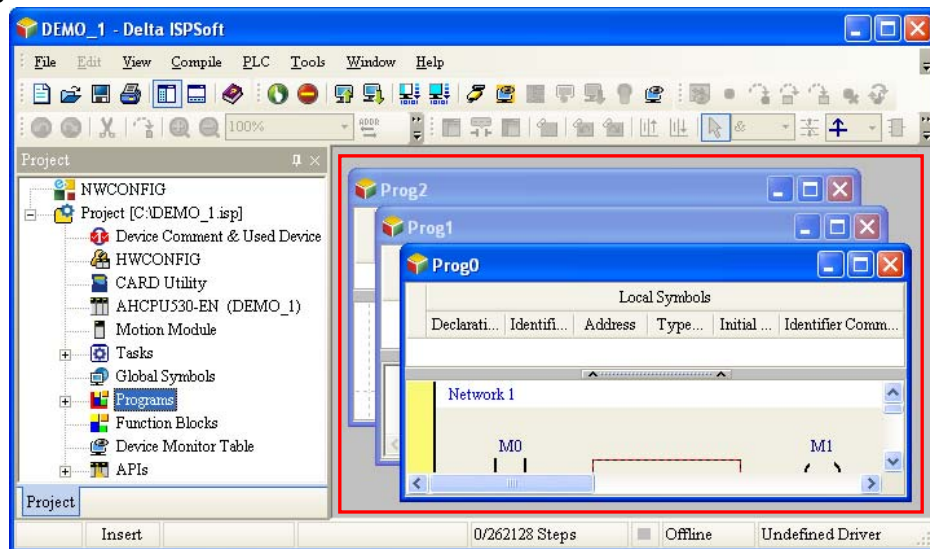 DEMO_1 - Delta ISPSoft
File Edit View Compile PLC Tools Window Help
100%
ADDR
&
Project
NWCONFIG
Project [C:\DEMO_1.isp]
Device Comment & Used Device
HWCONFIG
CARD Utility
AHCPU530-EN (DEMO_1)
Motion Module
Tasks
Global Symbols
Programs
Function Blocks
Device Monitor Table
APIs
Project
Prog2
Prog1
Prog0
Local Symbols
Declarati... Identifi... Address Type... Initial ... Identifier Comm...
Network 1
M0 M1
Insert 0/262128 Steps Offline Undefined Driver